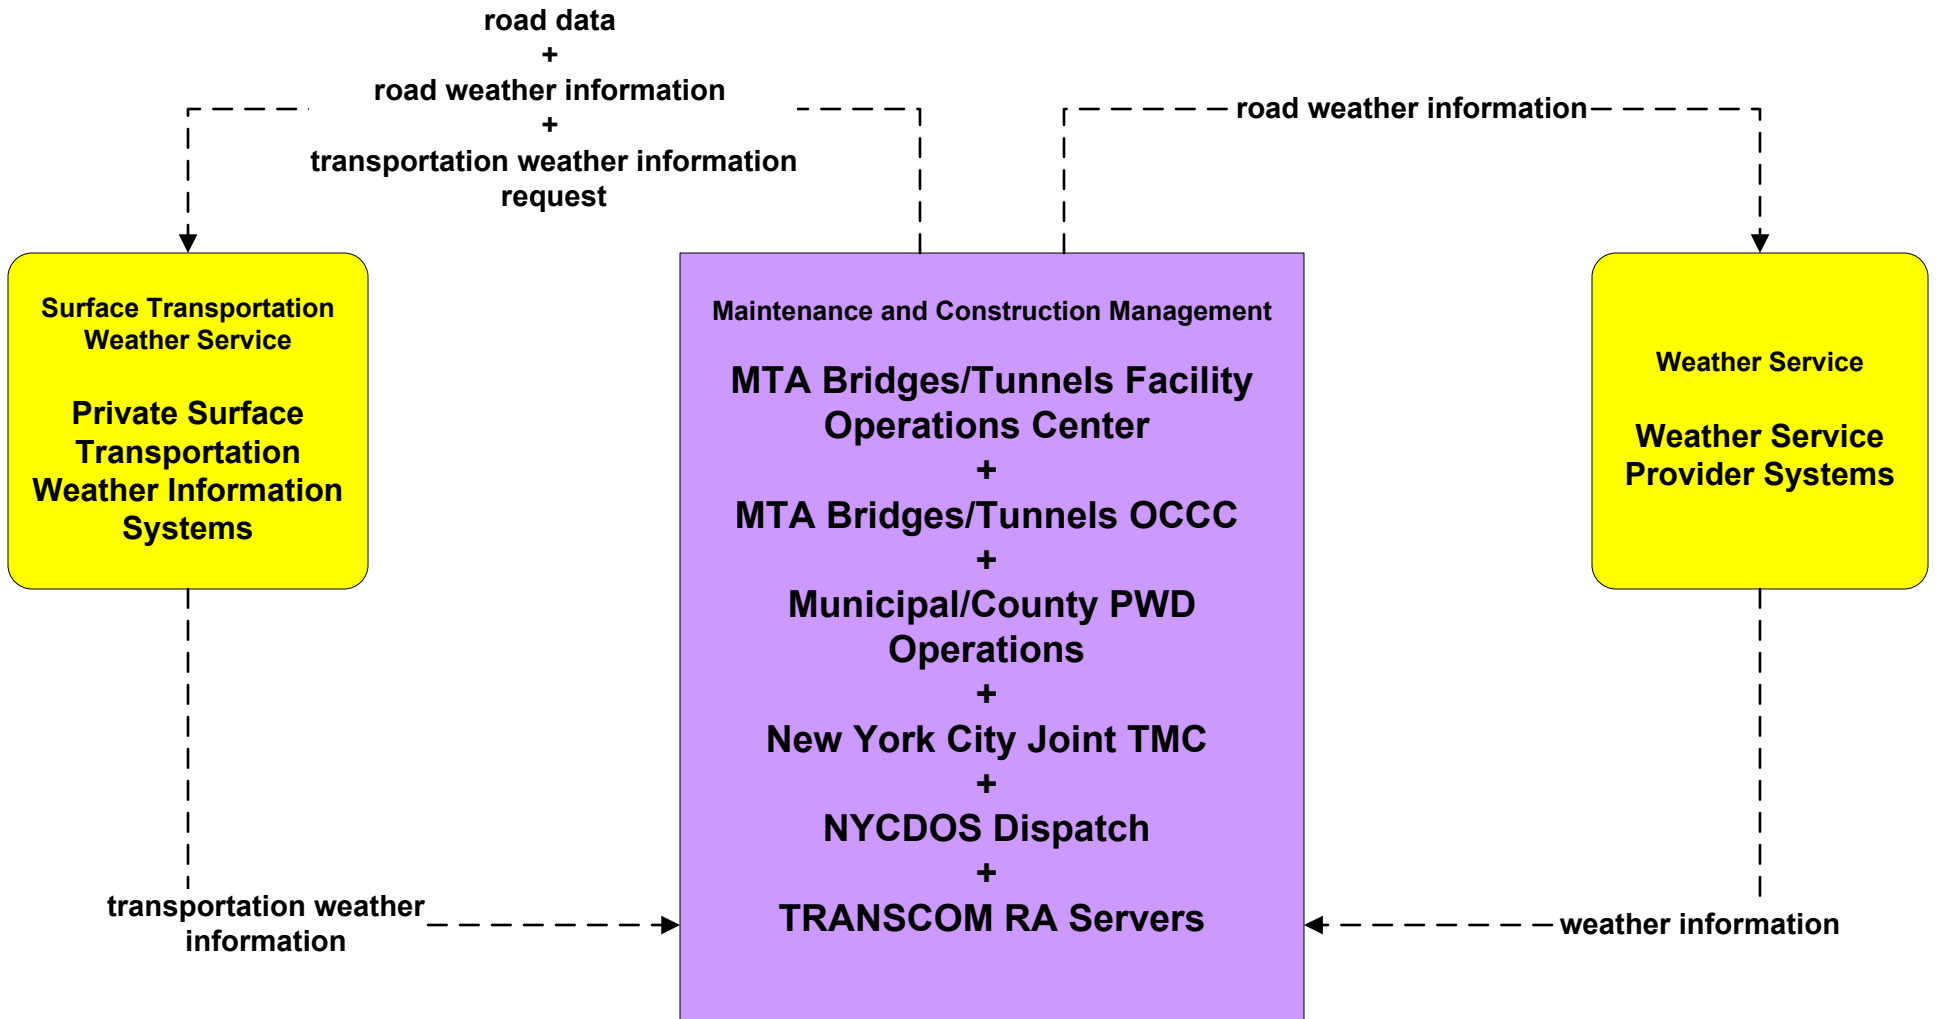 road data
+
road weather information
+
transportation weather information
request
road weather information
Surface Transportation
Weather Service
Private Surface
Transportation
Weather Information
Systems
Maintenance and Construction Management
MTA Bridges/Tunnels Facility
Operations Center
+
MTA Bridges/Tunnels OCCC
+
Municipal/County PWD
Operations
+
New York City Joint TMC
+
NYCDOS Dispatch
+
TRANSCOM RA Servers
Weather Service
Weather Service
Provider Systems
transportation weather
information
weather information